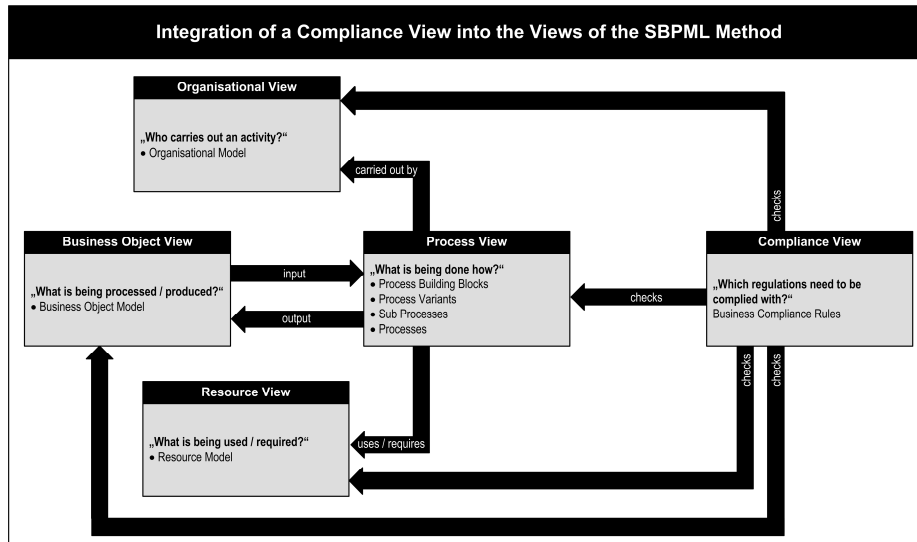 Integration of a Compliance View into the Views of the SBPML Method
Organisational View
„Who carries out an activity?“
● Organisational Model
carried out by
checks
Business Object View
„What is being processed / produced?“
● Business Object Model
input
output
Process View
„What is being done how?“
● Process Building Blocks
● Process Variants
● Sub Processes
● Processes
checks
Compliance View
„Which regulations need to be
complied with?“
Business Compliance Rules
checks
checks
Resource View
„What is being used / required?“
● Resource Model
uses / requires